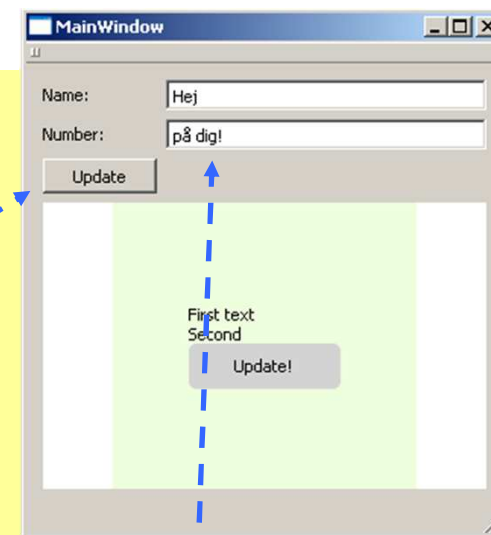 MainWindow
Name: Hej
Number: på dig!
Update
First text
Second
Update!